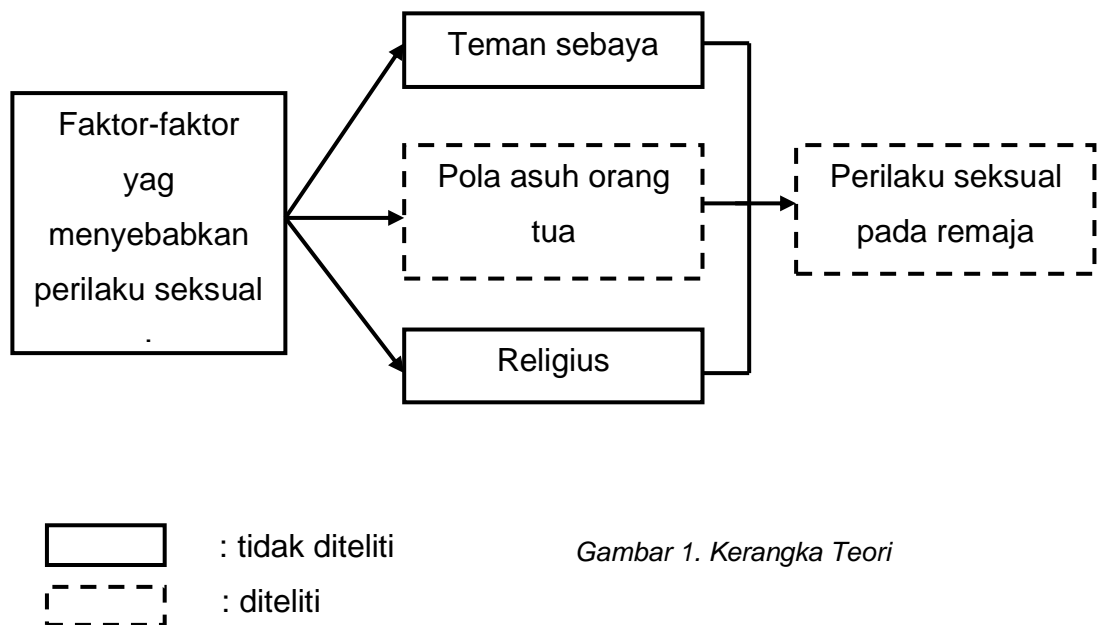 Teman sebaya
Faktor-faktor
yag
menyebabkan
perilaku seksual
.
Pola asuh orang
tua
Perilaku seksual
pada remaja
Religius
: tidak diteliti
Gambar 1. Kerangka Teori
: diteliti